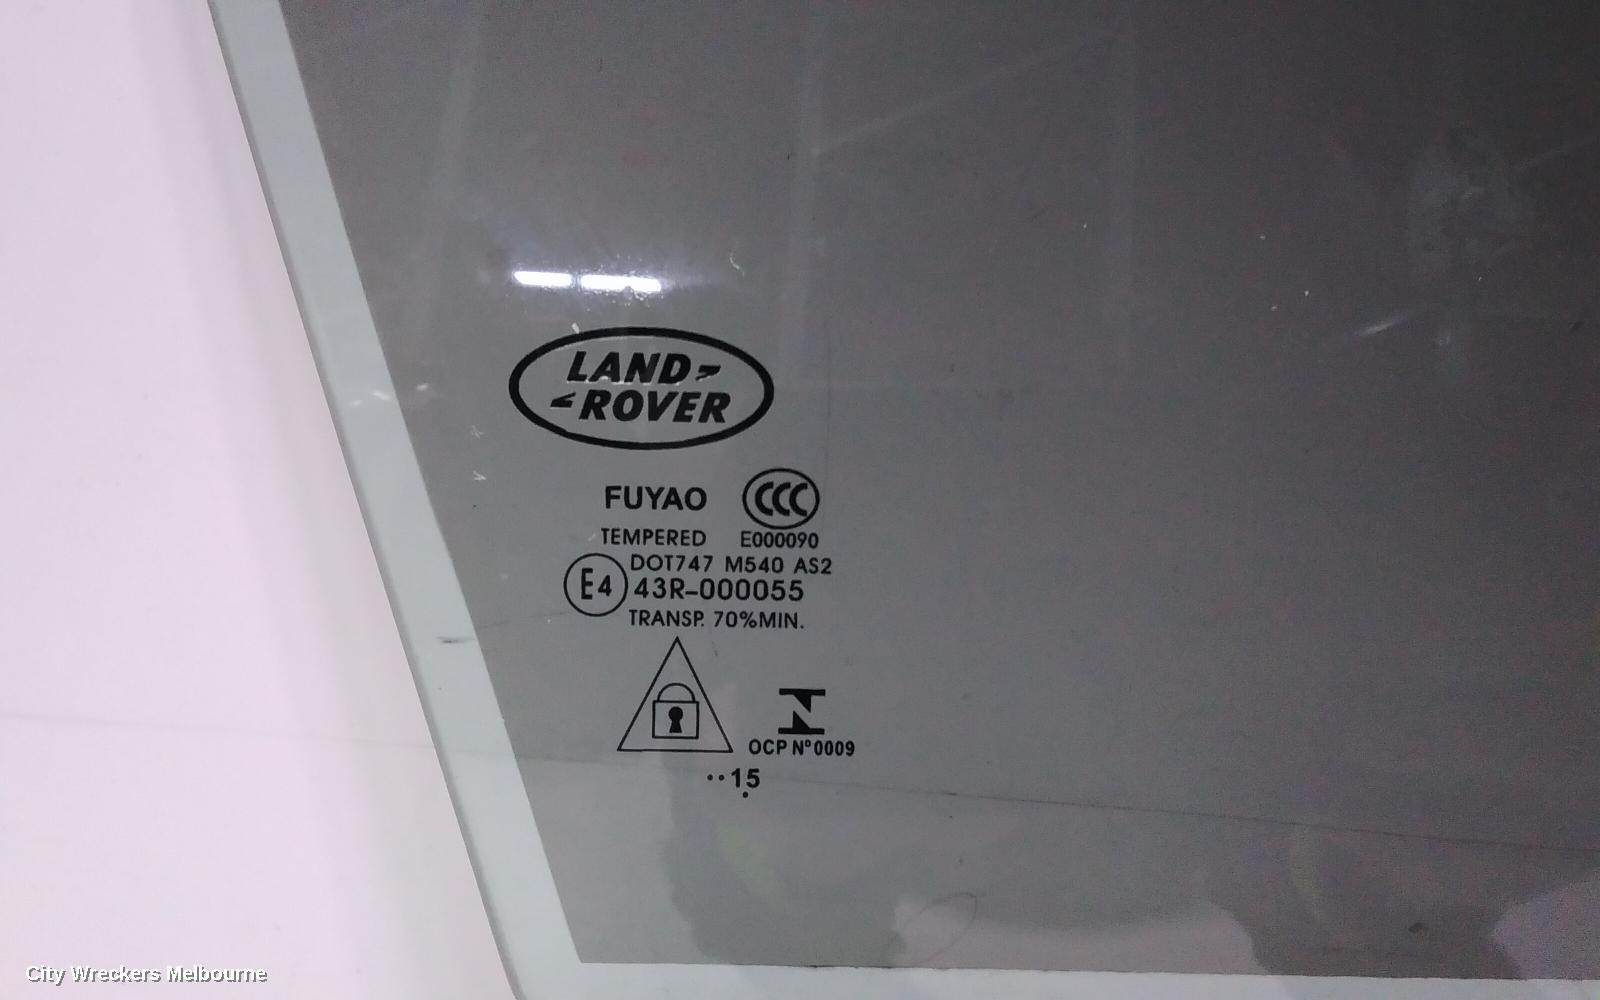 LAND
ROVER
FUYAO CCC
TEMPERED E000090
DOT747 M540 AS2
E4 43R-000055
TRANSP. 70%MIN.
OCP Nº0009
··15
City Wreckers Melbourne